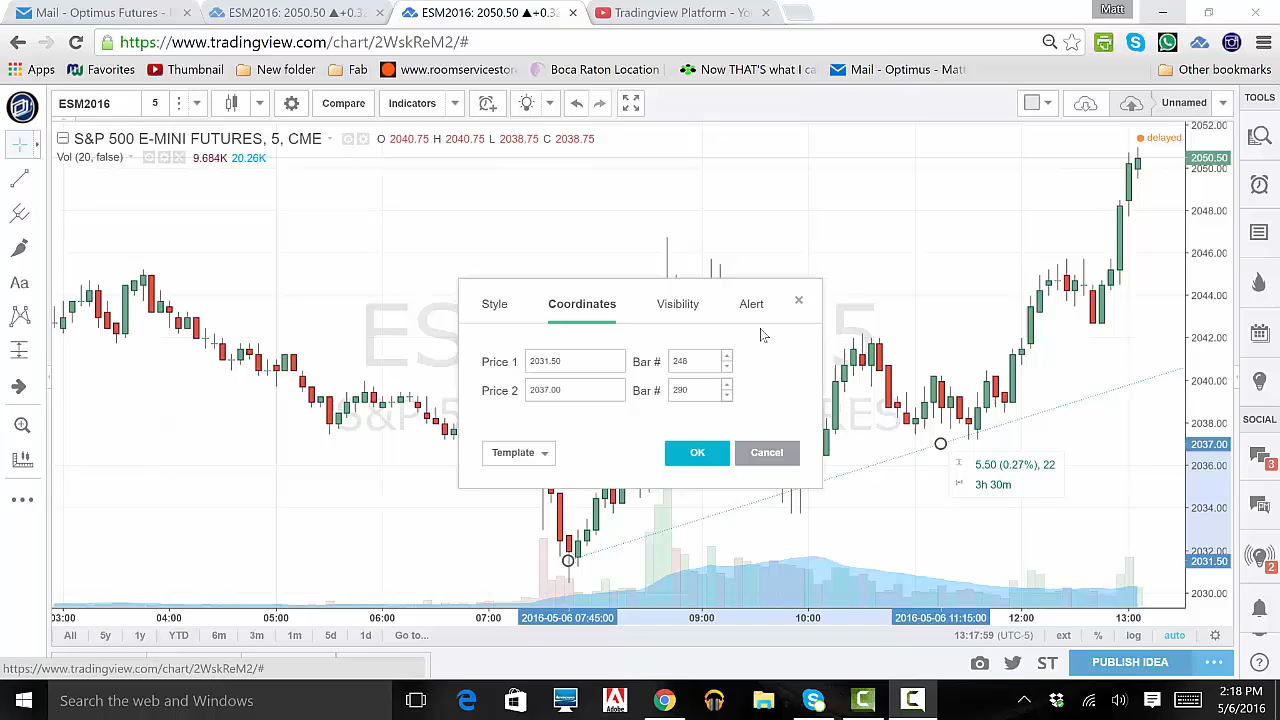 Mail - Optimus Futures -
ESM2016: 2050.50 ▲+0.3
ESM2016: 2050.50 ▲+0.3
Tradingview Platform - Yo
Matt
https://www.tradingview.com/chart/2WskReM2/#
Apps
Favorites
Thumbnail
New folder
Fab
www.roomservicestor
Boca Raton Location
Now THAT'S what I ca
Mail - Optimus - Matt
Other bookmarks
ESM2016
5
Compare
Indicators
Unnamed
TOOLS
S&P 500 E-MINI FUTURES, 5, CME
O 2040.75 H 2040.75 L 2038.75 C 2038.75
delayed
Vol (20, false)
9.684K 20.26K
2052.00
2050.50
2050.00
2048.00
2046.00
2044.00
2042.00
2040.00
2038.00
2037.00
2036.00
2034.00
2032.00
2031.50
2030.00
Aa
Style
Coordinates
Visibility
Alert
×
Price 1
2031.50
Bar #
248
Price 2
2037.00
Bar #
290
Template
OK
Cancel
5.50 (0.27%), 22
3h 30m
SOCIAL
3
2
03:00
04:00
05:00
06:00
07:00
2016-05-06 07:45:00
09:00
10:00
2016-05-06 11:15:00
12:00
13:00
All
5y
1y
YTD
6m
3m
1m
5d
1d
Go to...
13:17:59 (UTC-5)
ext
%
log
auto
https://www.tradingview.com/chart/2WskReM2/#
ST
PUBLISH IDEA
Search the web and Windows
2:18 PM
5/6/2016